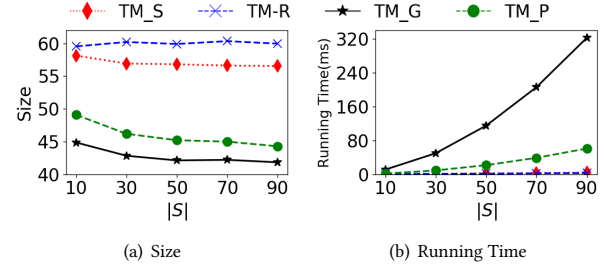 TM_S TM-R TM_G TM_P
Size
60
55
50
45
40
10 30 50 70 90
|S|
(a) Size
Running Time(ms)
320
240
160
80
0
10 30 50 70 90
|S|
(b) Running Time